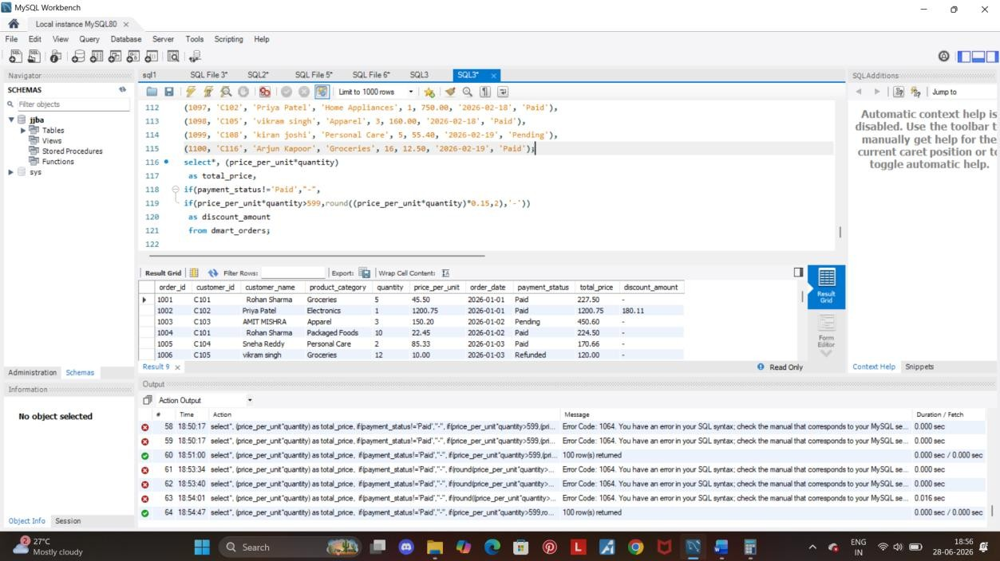 MySQL Workbench
Local instance MySQL80
File Edit View Query Database Server Tools Scripting Help
Navigator
SCHEMAS
Filter objects
jjba
Tables
Views
Stored Procedures
Functions
sys
Administration Schemas
Information
No object selected
Object Info Session
sql1 SQL File 3* SQL2* SQL File 5* SQL File 6* SQL3 SQL3*
Limit to 1000 rows
112 (1097, 'C102', 'Priya Patel', 'Home Appliances', 1, 750.00, '2026-02-18', 'Paid'),
113 (1098, 'C105', 'vikram singh', 'Apparel', 3, 160.00, '2026-02-18', 'Paid'),
114 (1099, 'C108', 'kiran joshi', 'Personal Care', 5, 55.40, '2026-02-19', 'Pending'),
115 (1100, 'C116', 'Arjun Kapoor', 'Groceries', 16, 12.50, '2026-02-19', 'Paid');
116 select*, (price_per_unit*quantity)
117 as total_price,
118 if(payment_status!='Paid',"-",
119 if(price_per_unit*quantity>599,round((price_per_unit*quantity)*0.15,2),'-'))
120 as discount_amount
121 from dmart_orders;
122
Result Grid Filter Rows: Export: Wrap Cell Content:
order_id customer_id customer_name product_category quantity price_per_unit order_date payment_status total_price discount_amount
1001 C101 Rohan Sharma Groceries 5 45.50 2026-01-01 Paid 227.50 -
1002 C102 Priya Patel Electronics 1 1200.75 2026-01-01 Paid 1200.75 180.11
1003 C103 AMIT MISHRA Apparel 3 150.20 2026-01-02 Pending 450.60 -
1004 C101 Rohan Sharma Packaged Foods 10 22.45 2026-01-02 Paid 224.50 -
1005 C104 Sneha Reddy Personal Care 2 85.33 2026-01-03 Paid 170.66 -
1006 C105 vikram singh Groceries 12 10.00 2026-01-03 Refunded 120.00 -
Result 9 Read Only
Result Grid
Form Editor
SQLAdditions
Jump to
Automatic context help is
disabled. Use the toolbar t
manually get help for the
current caret position or to
toggle automatic help.
Context Help Snippets
Output
Action Output
# Time Action Message Duration / Fetch
58 18:50:17 select*, (price_per_unit*quantity) as total_price, if(payment_status!='Paid',"-", if(price_per_unit*quantity>599,(pri... Error Code: 1064. You have an error in your SQL syntax; check the manual that corresponds to your MySQL se... 0.000 sec
59 18:50:17 select*, (price_per_unit*quantity) as total_price, if(payment_status!='Paid',"-", if(price_per_unit*quantity>599,(pri... Error Code: 1064. You have an error in your SQL syntax; check the manual that corresponds to your MySQL se... 0.000 sec
60 18:51:00 select*, (price_per_unit*quantity) as total_price, if(payment_status!='Paid',"-", if(price_per_unit*quantity>599,(pri... 100 row(s) returned 0.000 sec / 0.000 sec
61 18:53:34 select*, (price_per_unit*quantity) as total_price, if(payment_status!='Paid',"-", if(round(price_per_unit*quantity>... Error Code: 1064. You have an error in your SQL syntax; check the manual that corresponds to your MySQL se... 0.000 sec
62 18:53:40 select*, (price_per_unit*quantity) as total_price, if(payment_status!='Paid',"-", if(round(price_per_unit*quantity>... Error Code: 1064. You have an error in your SQL syntax; check the manual that corresponds to your MySQL se... 0.000 sec
63 18:54:01 select*, (price_per_unit*quantity) as total_price, if(payment_status!='Paid',"-", if(round((price_per_unit*quantity)>... Error Code: 1064. You have an error in your SQL syntax; check the manual that corresponds to your MySQL se... 0.016 sec
64 18:54:47 select*, (price_per_unit*quantity) as total_price, if(payment_status!='Paid',"-", if(price_per_unit*quantity>599,ro... 100 row(s) returned 0.000 sec / 0.000 sec
2
27°C
Mostly cloudy
Search
ENG
IN
18:56
28-06-2026